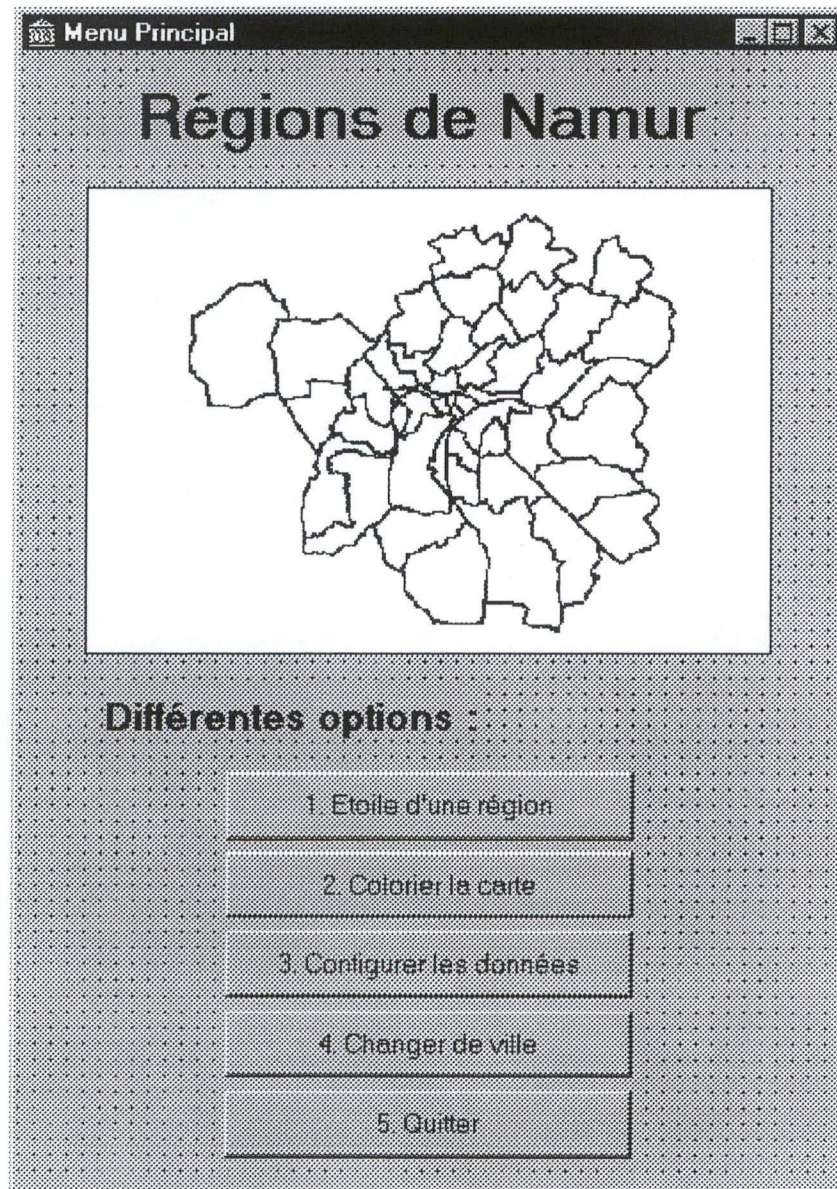 Menu Principal
Régions de Namur
Différentes options :
1. Etoile d'une région
2. Colorier la carte
3. Configurer les données
4. Changer de ville
5. Quitter